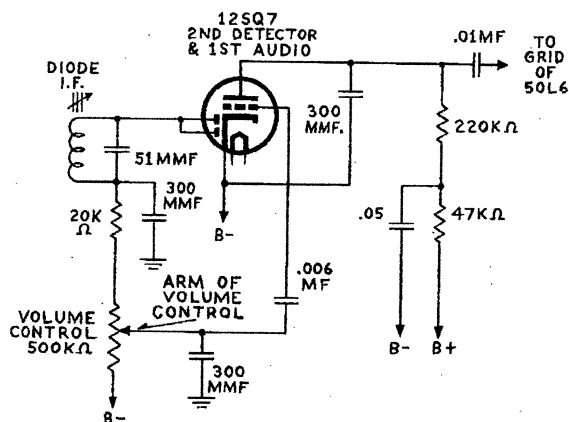 12SQ7
2ND DETECTOR
& 1ST AUDIO
.01MF
TO
GRID
OF
50L6
DIODE
I.F.
300
MMF.
220KΩ
51MMF
300
MMF
20K
Ω
B-
.05
47KΩ
.006
MF
ARM OF
VOLUME
CONTROL
VOLUME
CONTROL
500KΩ
300
MMF
B-
B+
B-